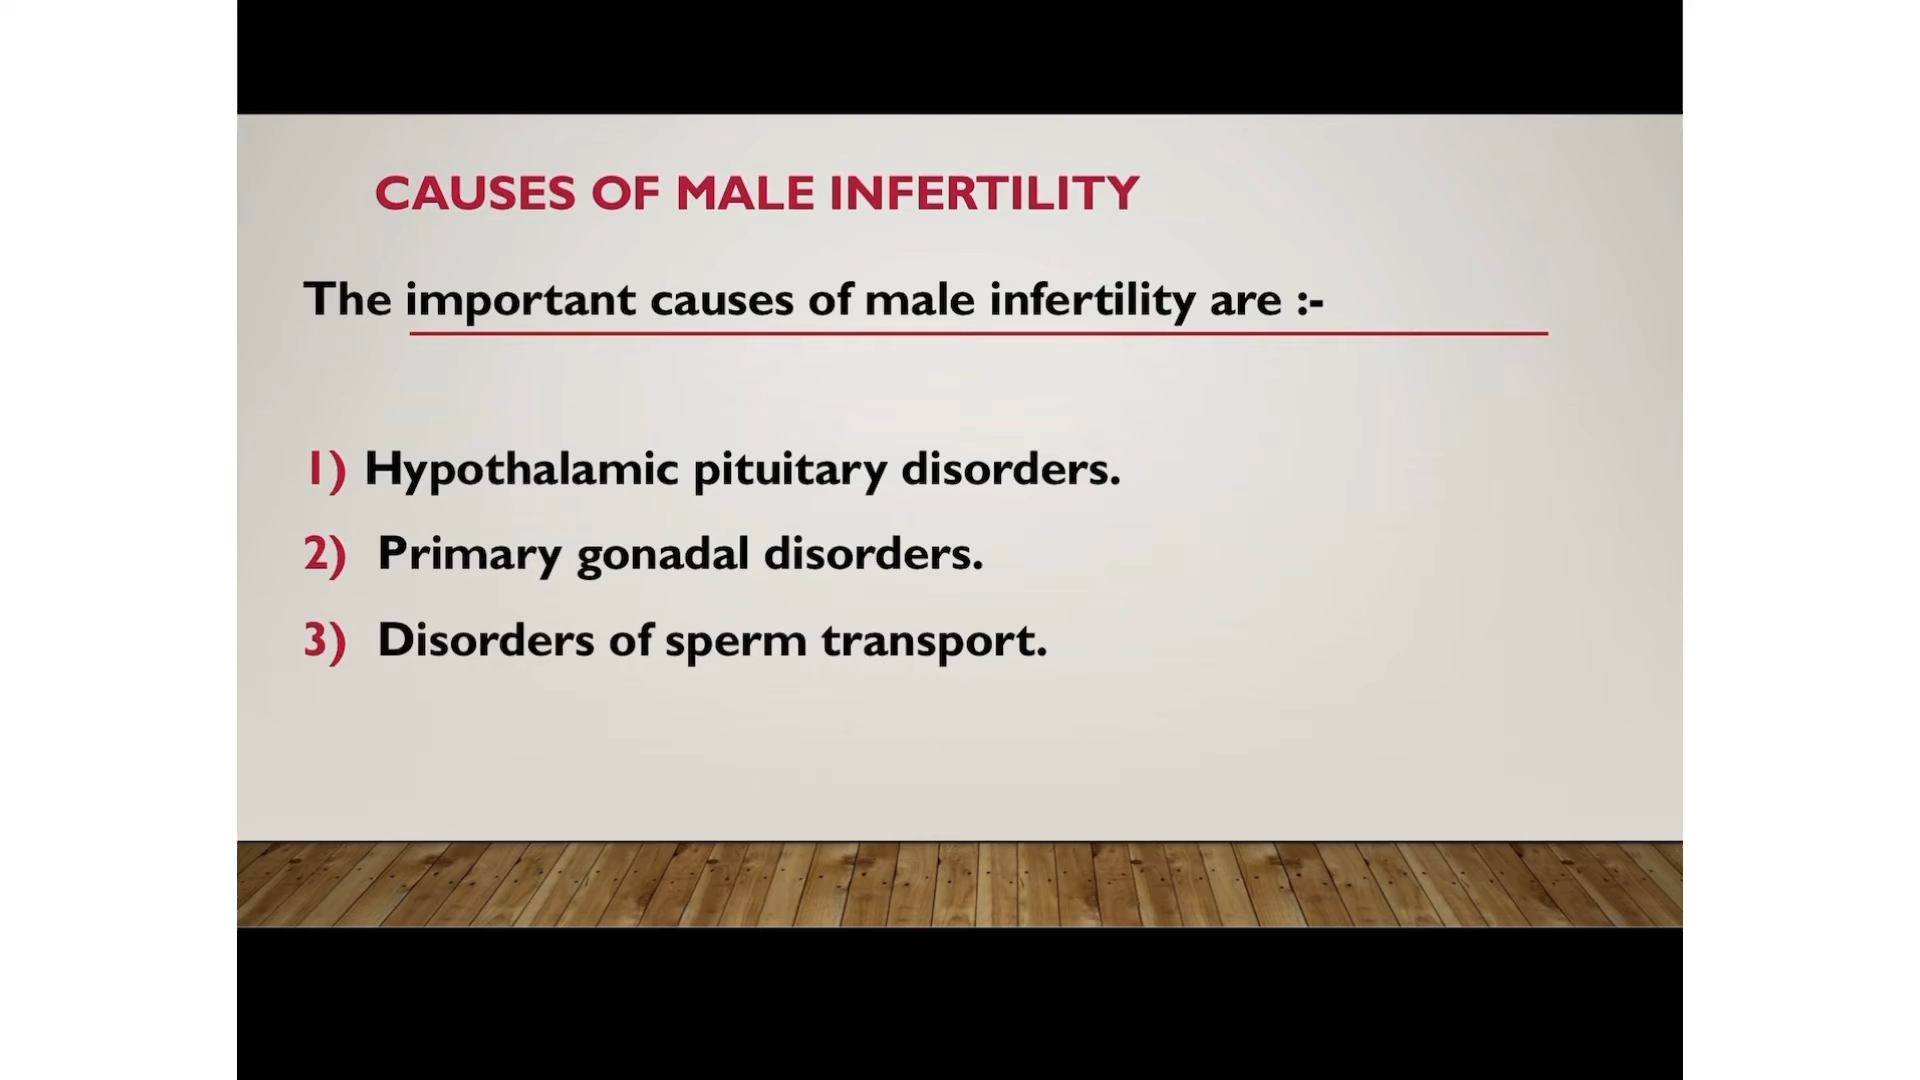 CAUSES OF MALE INFERTILITY
The important causes of male infertility are :-
1) Hypothalamic pituitary disorders.
2) Primary gonadal disorders.
3) Disorders of sperm transport.